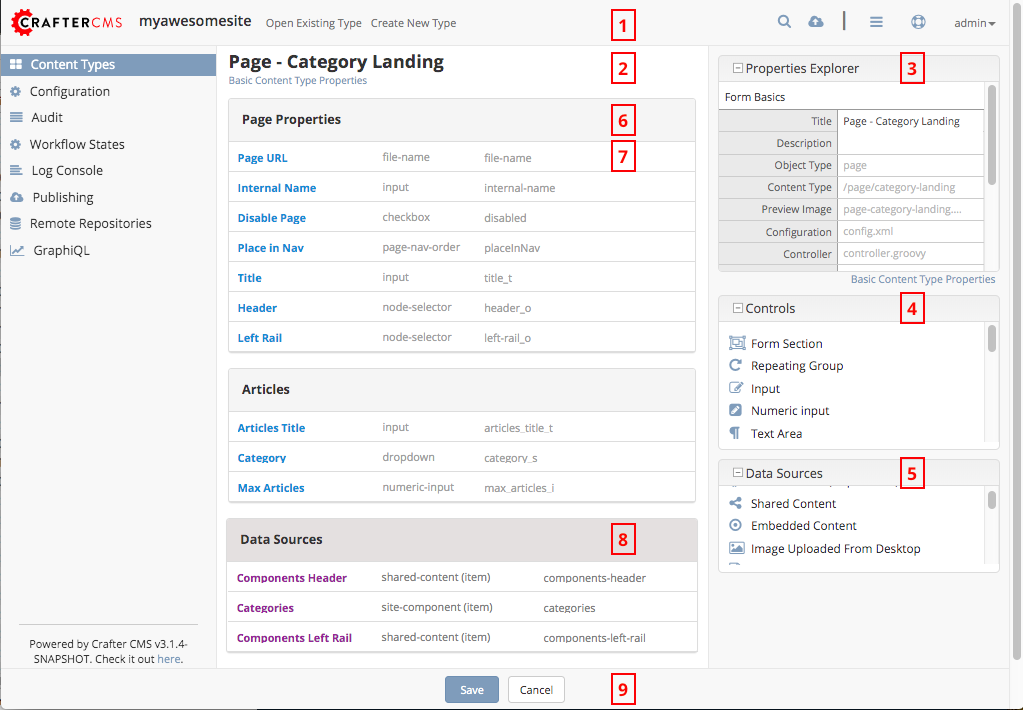 CRAFTERCMS myawesomesite Open Existing Type Create New Type 1 admin
Content Types
Configuration
Audit
Workflow States
Log Console
Publishing
Remote Repositories
GraphiQL
Powered by Crafter CMS v3.1.4-
SNAPSHOT. Check it out here.
Page - Category Landing 2
Basic Content Type Properties
Page Properties 6
7
Page URL file-name file-name
Internal Name input internal-name
Disable Page checkbox disabled
Place in Nav page-nav-order placeInNav
Title input title_t
Header node-selector header_o
Left Rail node-selector left-rail_o
Articles
Articles Title input articles_title_t
Category dropdown category_s
Max Articles numeric-input max_articles_i
Data Sources 8
Components Header shared-content (item) components-header
Categories site-component (item) categories
Components Left Rail shared-content (item) components-left-rail
Properties Explorer 3
Form Basics
Title Page - Category Landing
Description
Object Type page
Content Type /page/category-landing
Preview Image page-category-landing....
Configuration config.xml
Controller controller.groovy
Basic Content Type Properties
Controls 4
Form Section
Repeating Group
Input
Numeric input
Text Area
Data Sources 5
Shared Content
Embedded Content
Image Uploaded From Desktop
Save Cancel 9